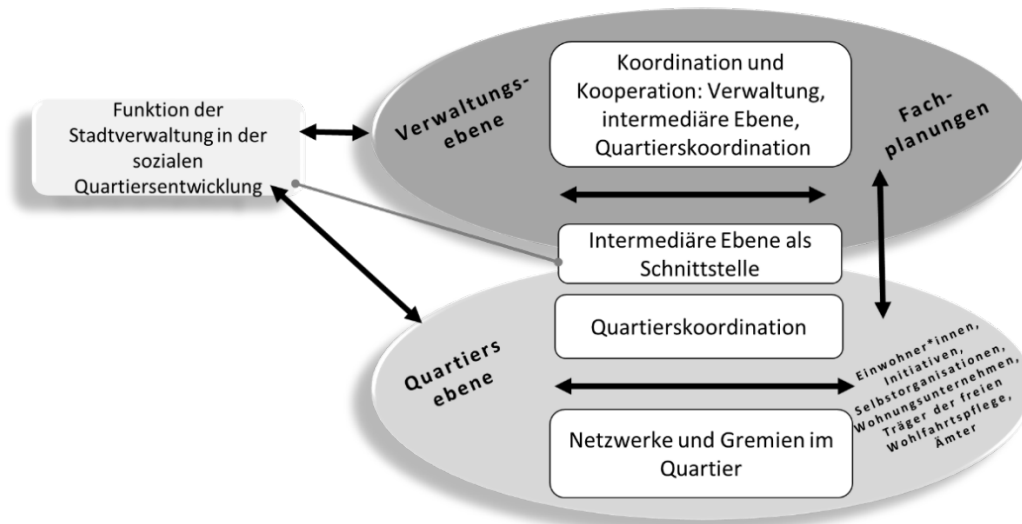 Funktion der
Stadtverwaltung in der
sozialen
Quartiersentwicklung
Verwaltungs-
ebene
Koordination und
Kooperation: Verwaltung,
intermediäre Ebene,
Quartierskoordination
Fach-
planungen
Intermediäre Ebene als
Schnittstelle
Quartierskoordination
Quartiers
ebene
Einwohner*innen,
Initiativen,
Selbstorganisationen,
Wohnungsunternehmen,
Träger der freien
Wohlfahrtspflege,
Ämter
Netzwerke und Gremien im
Quartier